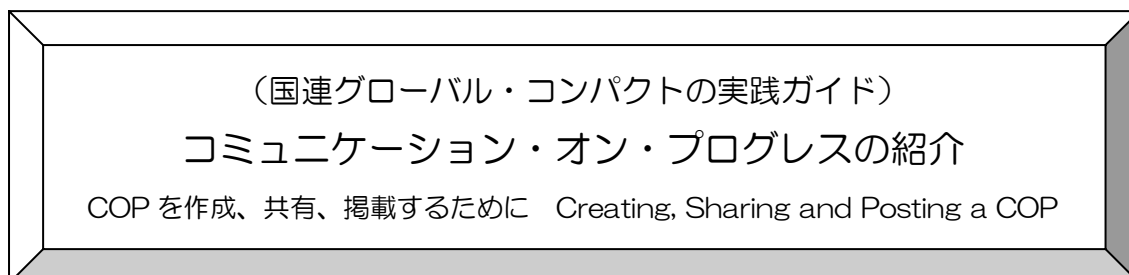 （国連グローバル・コンパクトの実践ガイド）
コミュニケーション・オン・プログレスの紹介
COP を作成、共有、掲載するために　Creating, Sharing and Posting a COP